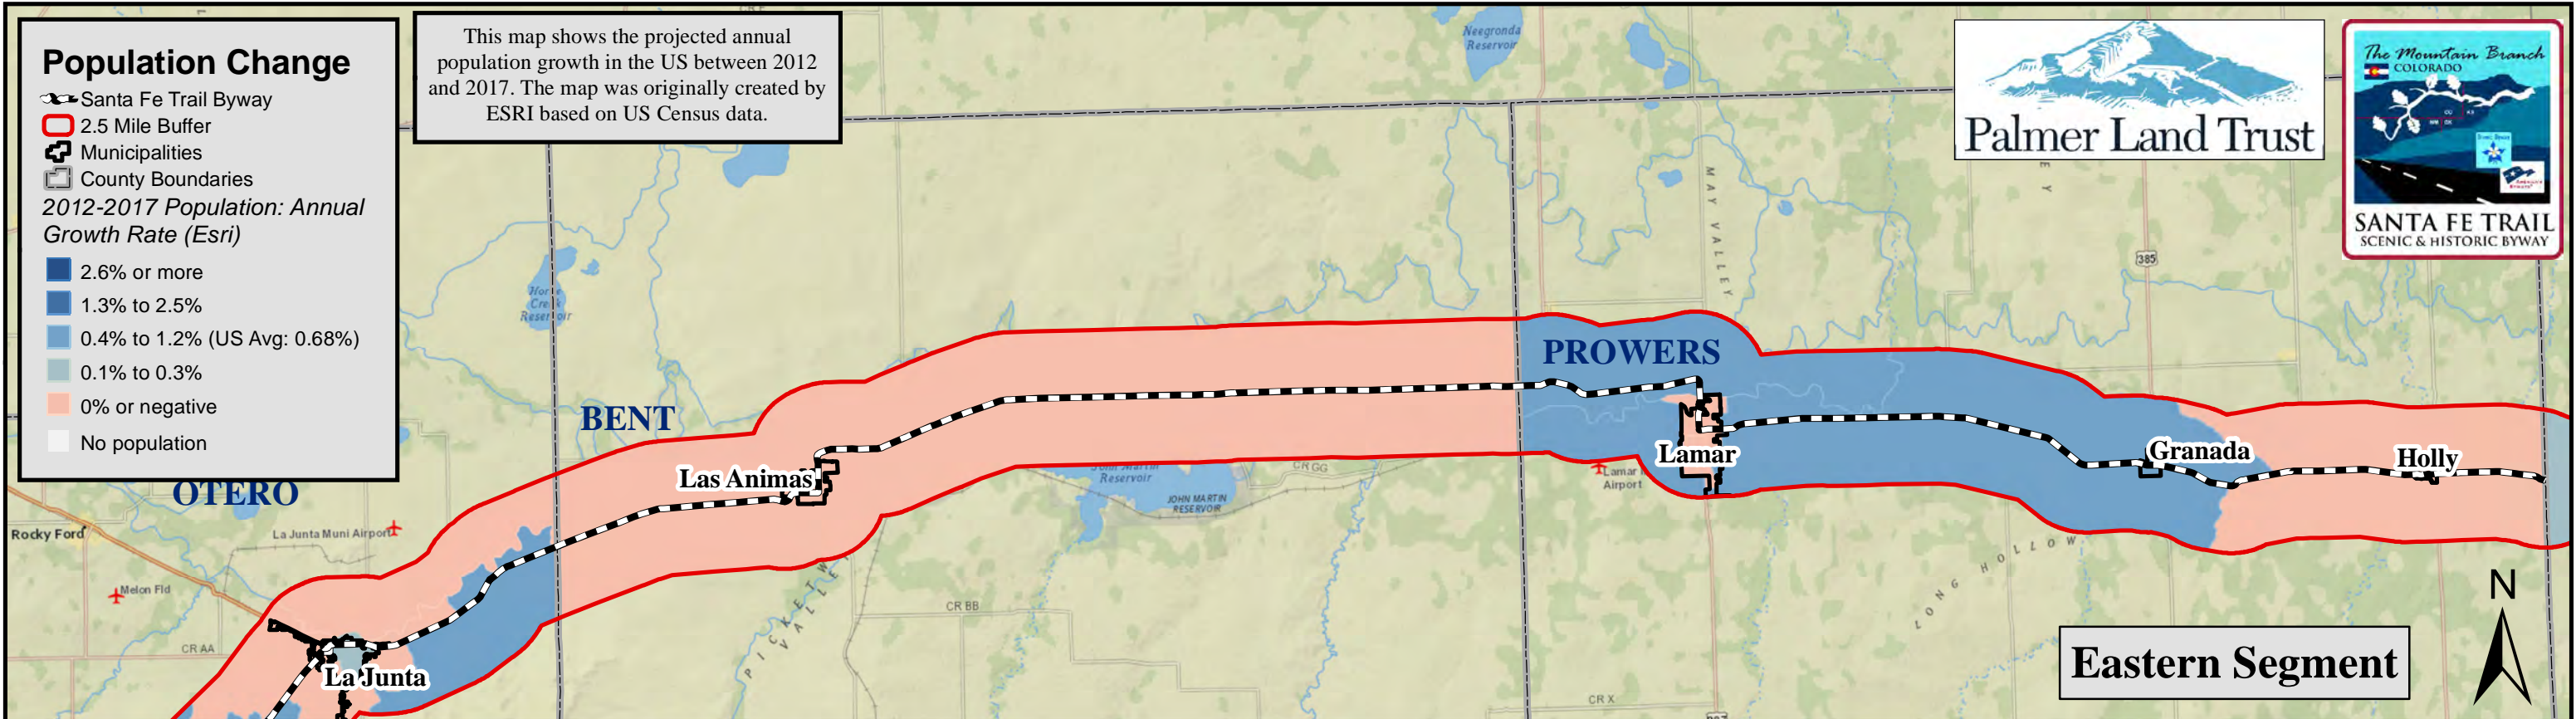 Population Change
Santa Fe Trail Byway
2.5 Mile Buffer
Municipalities
County Boundaries
2012-2017 Population: Annual
Growth Rate (Esri)
2.6% or more
1.3% to 2.5%
0.4% to 1.2% (US Avg: 0.68%)
0.1% to 0.3%
0% or negative
No population
This map shows the projected annual
population growth in the US between 2012
and 2017. The map was originally created by
ESRI based on US Census data.
Neegronda
Reservoir
Palmer Land Trust
The Mountain Branch
COLORADO
SANTA FE TRAIL
SCENIC & HISTORIC BYWAY
MAY VALLEY
385
Horse
Creek
Reservoir
PROWERS
BENT
OTERO
Las Animas
Lamar
Granada
Holly
John Martin
Reservoir
JOHN MARTIN
RESERVOIR
CR GG
Lamar
Airport
Rocky Ford
La Junta Muni Airport
Melon Fld
CR AA
La Junta
CR BB
LONG HOLLOW
CR X
N
Eastern Segment